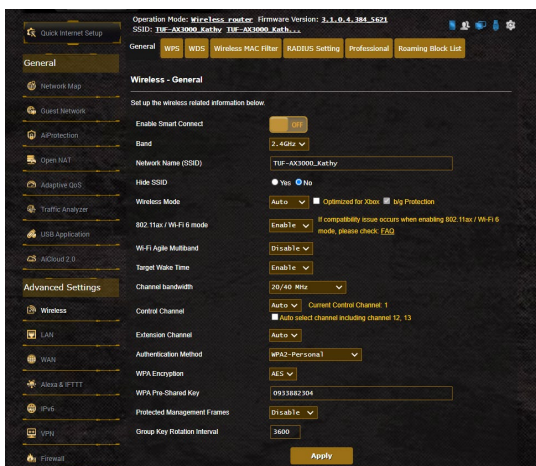 Operation Mode: Wireless router Firmware Version: 3.1.0.4.384_5621
SSID: TUF-AX3000_Kathy TUF-AX3000_Kath...
Quick Internet Setup
General WPS WDS Wireless MAC Filter RADIUS Setting Professional Roaming Block List
General
Network Map
Guest Network
AiProtection
Open NAT
Adaptive QoS
Traffic Analyzer
USB Application
AiCloud 2.0
Advanced Settings
Wireless
LAN
WAN
Alexa & IFTTT
IPv6
VPN
Firewall
Wireless - General
Set up the wireless related information below.
Enable Smart Connect OFF
Band 2.4GHz
Network Name (SSID) TUF-AX3000_Kathy
Hide SSID Yes No
Wireless Mode Auto Optimized for Xbox b/g Protection
802.11ax / Wi-Fi 6 mode Enable If compatibility issue occurs when enabling 802.11ax / Wi-Fi 6
mode, please check: FAQ
Wi-Fi Agile Multiband Disable
Target Wake Time Enable
Channel bandwidth 20/40 MHz
Control Channel Auto Current Control Channel: 1
Auto select channel including channel 12, 13
Extension Channel Auto
Authentication Method WPA2-Personal
WPA Encryption AES
WPA Pre-Shared Key 0933882304
Protected Management Frames Disable
Group Key Rotation Interval 3600
Apply